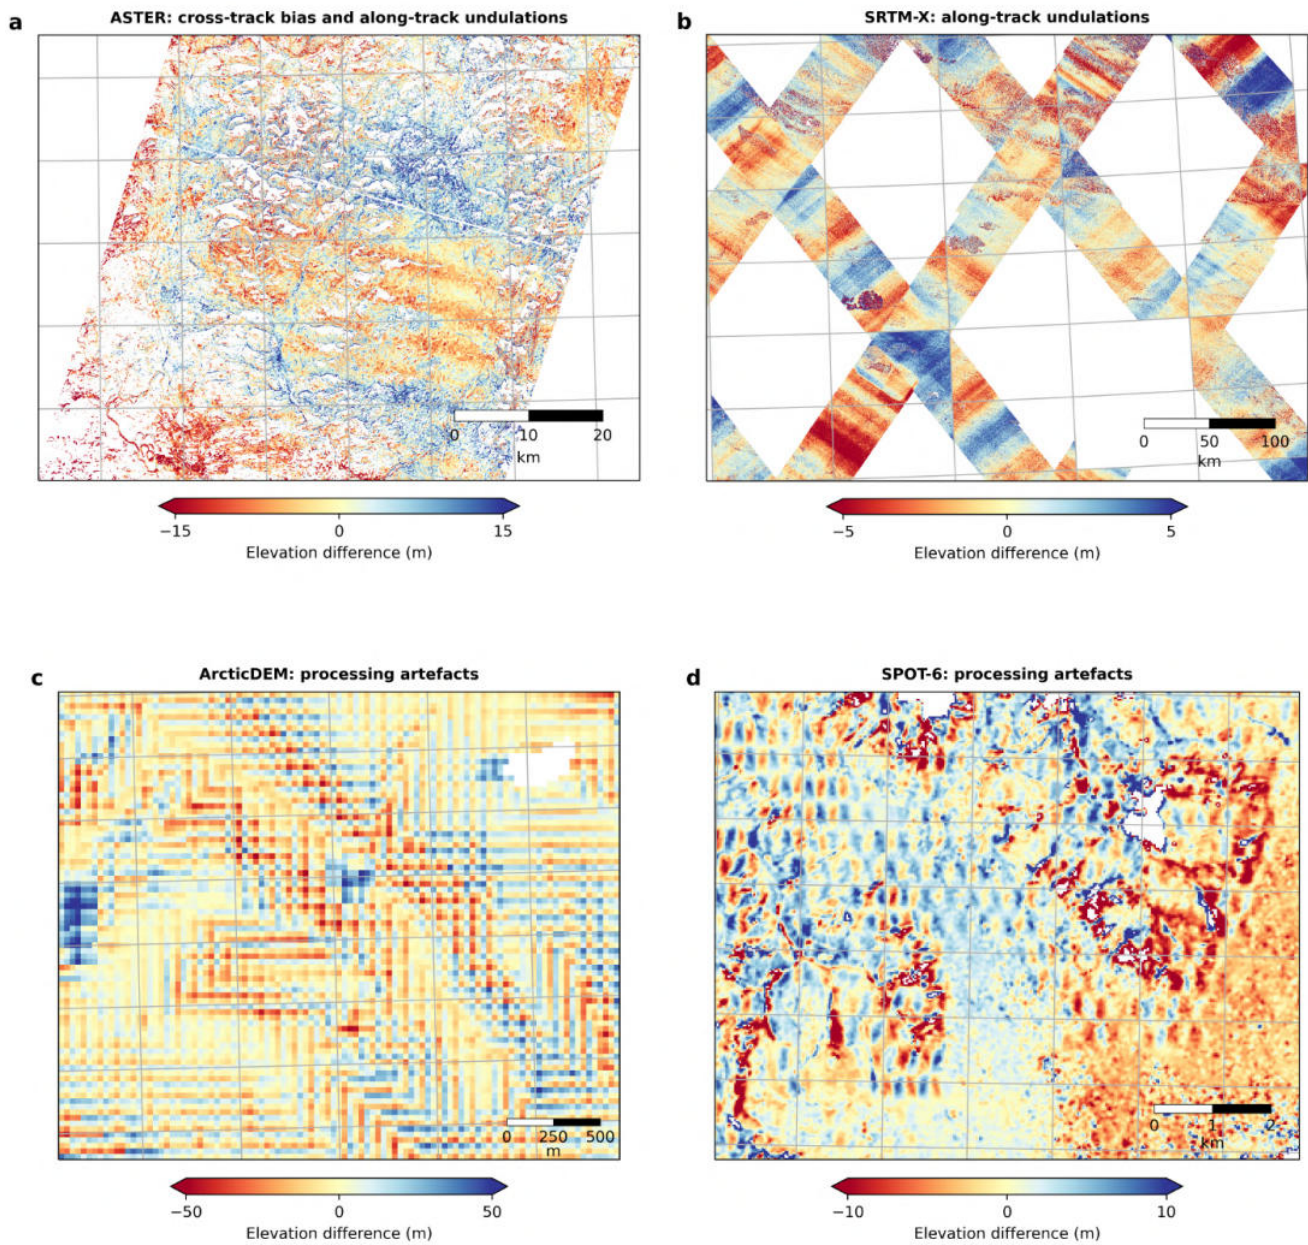 a
ASTER: cross-track bias and along-track undulations
0 10 20
km
−15 0 15
Elevation difference (m)
b
SRTM-X: along-track undulations
0 50 100
km
−5 0 5
Elevation difference (m)
c
ArcticDEM: processing artefacts
0 250 500
m
−50 0 50
Elevation difference (m)
d
SPOT-6: processing artefacts
0 1 2
km
−10 0 10
Elevation difference (m)